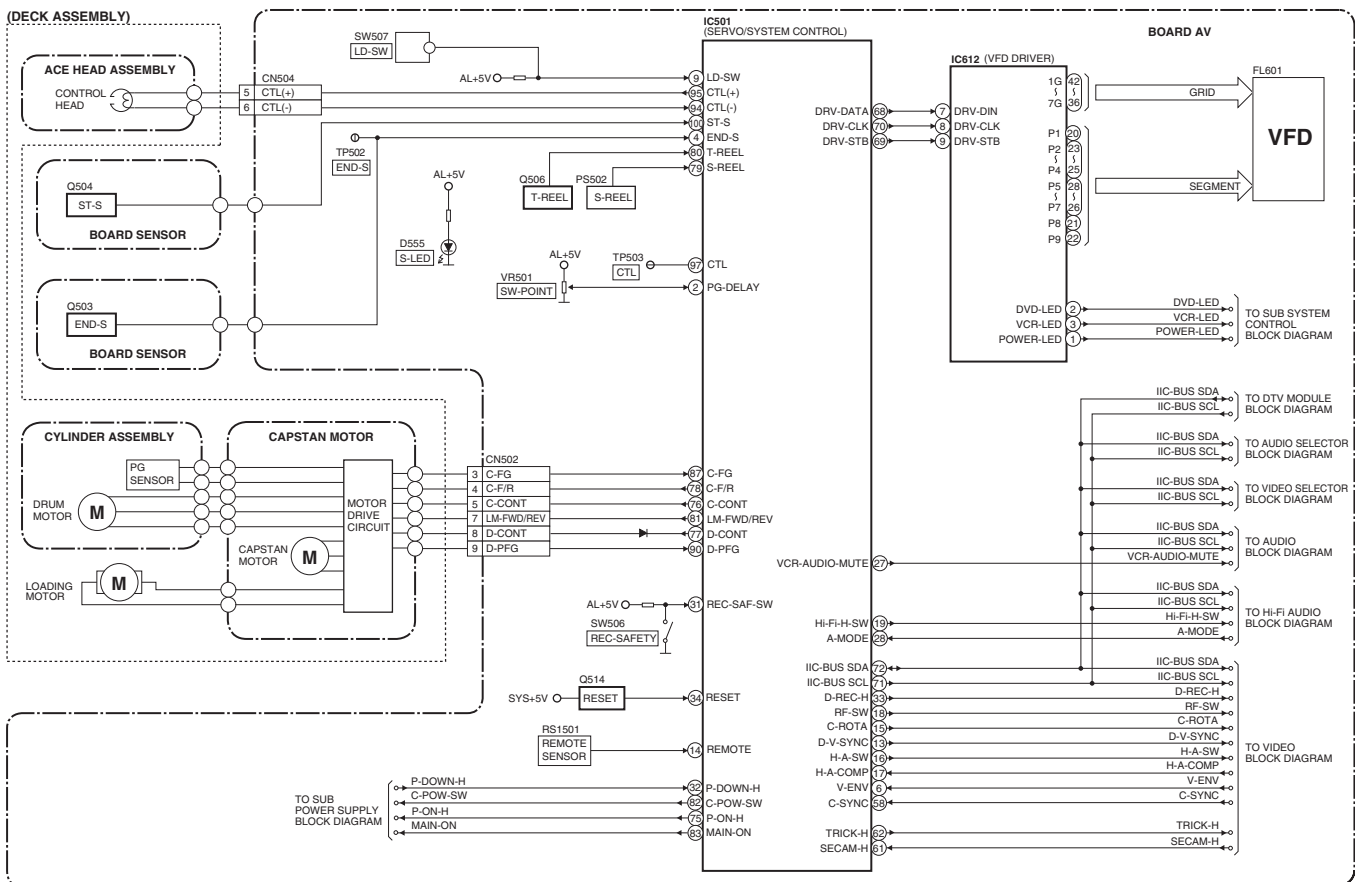 (DECK ASSEMBLY)
IC501
(SERVO/SYSTEM CONTROL)
BOARD AV
SW507
LD-SW
IC612 (VFD DRIVER)
ACE HEAD ASSEMBLY
CONTROL
HEAD
CN504
5 CTL(+)
6 CTL(-)
AL+5V
9 LD-SW
95 CTL(+)
94 CTL(-)
100 ST-S
4 END-S
80 T-REEL
79 S-REEL
TP502
END-S
Q506
T-REEL
PS502
S-REEL
DRV-DATA 68
DRV-CLK 70
DRV-STB 69
7 DRV-DIN
8 DRV-CLK
9 DRV-STB
1G 42
7G 36
P1 20
P2 23
P4 25
P5 28
P7 26
P8 21
P9 22
GRID
SEGMENT
FL601
VFD
Q504
ST-S
BOARD SENSOR
AL+5V
D555
S-LED
AL+5V
VR501
SW-POINT
TP503
CTL
97 CTL
2 PG-DELAY
Q503
END-S
BOARD SENSOR
DVD-LED 2
VCR-LED 3
POWER-LED 1
DVD-LED
VCR-LED
POWER-LED
TO SUB SYSTEM
CONTROL
BLOCK DIAGRAM
IIC-BUS SDA
IIC-BUS SCL
TO DTV MODULE
BLOCK DIAGRAM
IIC-BUS SDA
IIC-BUS SCL
TO AUDIO SELECTOR
BLOCK DIAGRAM
IIC-BUS SDA
IIC-BUS SCL
TO VIDEO SELECTOR
BLOCK DIAGRAM
IIC-BUS SDA
IIC-BUS SCL
VCR-AUDIO-MUTE
TO AUDIO
BLOCK DIAGRAM
IIC-BUS SDA
IIC-BUS SCL
Hi-Fi-H-SW
A-MODE
TO Hi-Fi AUDIO
BLOCK DIAGRAM
CYLINDER ASSEMBLY
CAPSTAN MOTOR
PG
SENSOR
DRUM
MOTOR
M
MOTOR
DRIVE
CIRCUIT
CAPSTAN
MOTOR
M
LOADING
MOTOR
M
CN502
3 C-FG
4 C-F/R
5 C-CONT
7 LM-FWD/REV
8 D-CONT
9 D-PFG
87 C-FG
78 C-F/R
76 C-CONT
81 LM-FWD/REV
77 D-CONT
90 D-PFG
VCR-AUDIO-MUTE 27
AL+5V
31 REC-SAF-SW
SW506
REC-SAFETY
Hi-Fi-H-SW 19
A-MODE 28
Q514
SYS+5V
RESET
34 RESET
RS1501
REMOTE
SENSOR
14 REMOTE
IIC-BUS SDA 72
IIC-BUS SCL 71
D-REC-H 33
RF-SW 18
C-ROTA 15
D-V-SYNC 13
H-A-SW 16
H-A-COMP 17
V-ENV 6
C-SYNC 58
TRICK-H 62
SECAM-H 61
IIC-BUS SDA
IIC-BUS SCL
D-REC-H
RF-SW
C-ROTA
D-V-SYNC
H-A-SW
H-A-COMP
V-ENV
C-SYNC
TRICK-H
SECAM-H
TO VIDEO
BLOCK DIAGRAM
TO SUB
POWER SUPPLY
BLOCK DIAGRAM
P-DOWN-H
C-POW-SW
P-ON-H
MAIN-ON
32 P-DOWN-H
82 C-POW-SW
75 P-ON-H
83 MAIN-ON